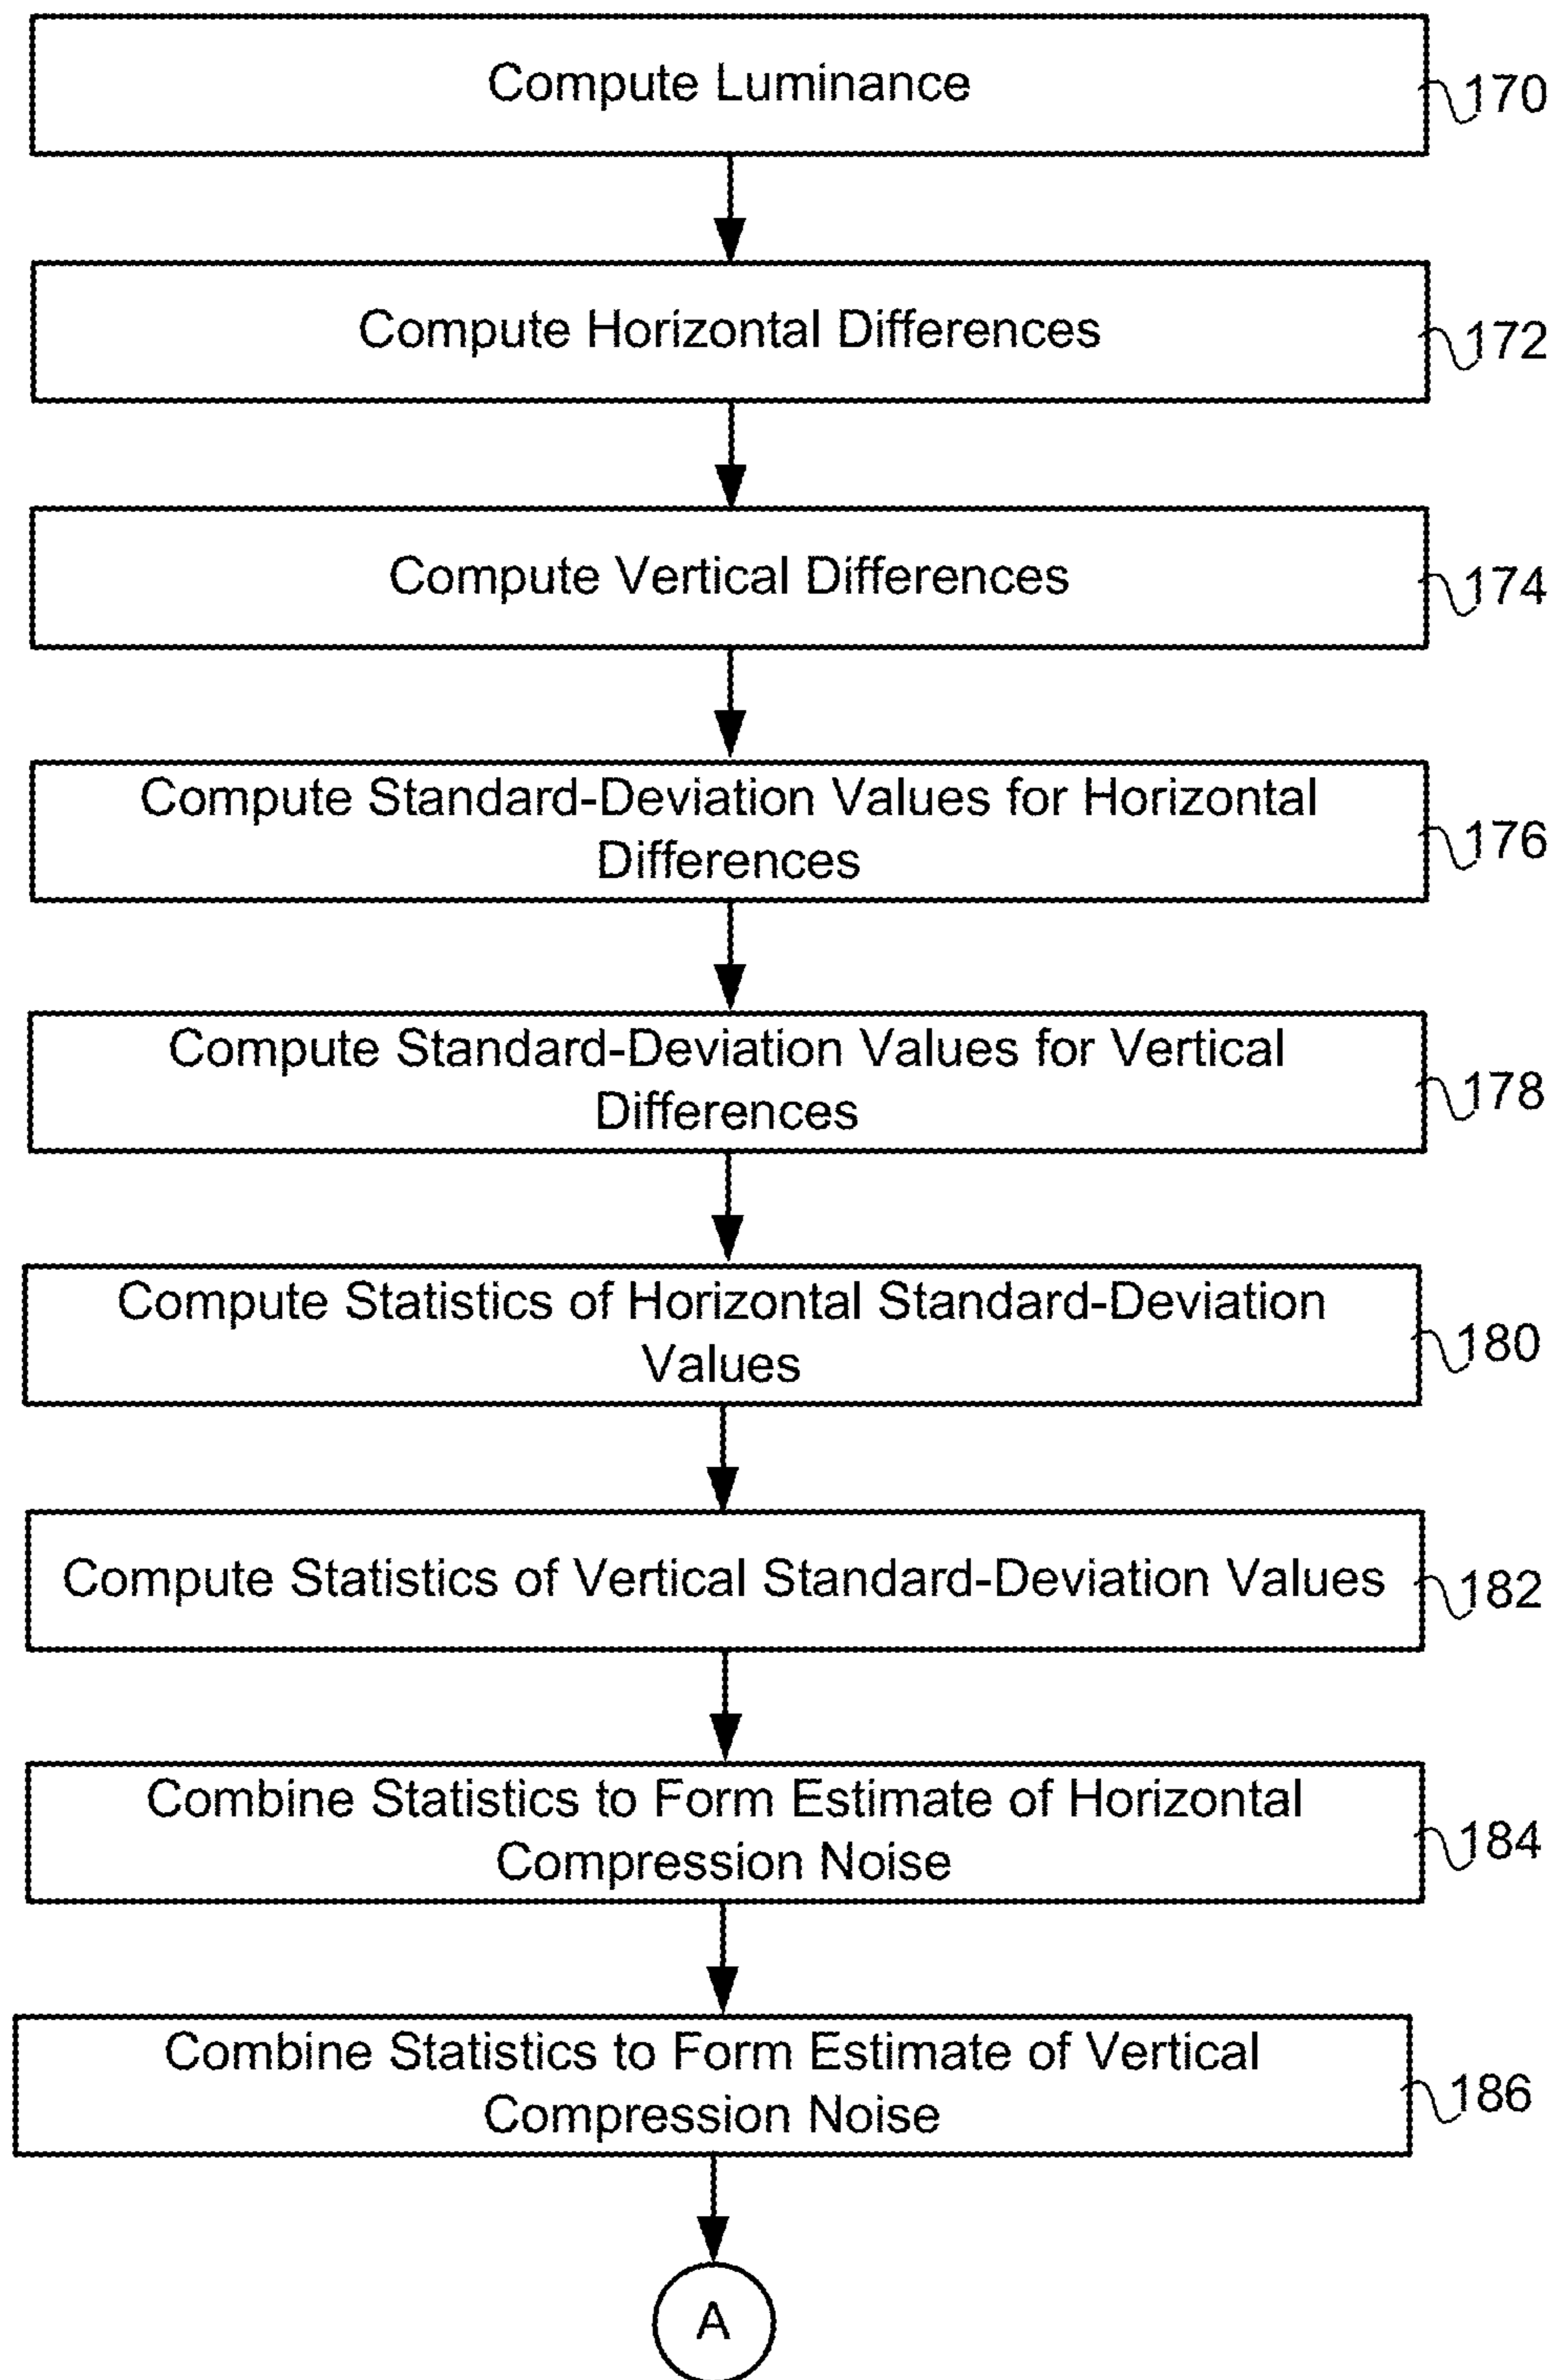 Compute Luminance
170
Compute Horizontal Differences
172
Compute Vertical Differences
174
Compute Standard-Deviation Values for Horizontal
Differences
176
Compute Standard-Deviation Values for Vertical
Differences
178
Compute Statistics of Horizontal Standard-Deviation
Values
180
Compute Statistics of Vertical Standard-Deviation Values
182
Combine Statistics to Form Estimate of Horizontal
Compression Noise
184
Combine Statistics to Form Estimate of Vertical
Compression Noise
186
A